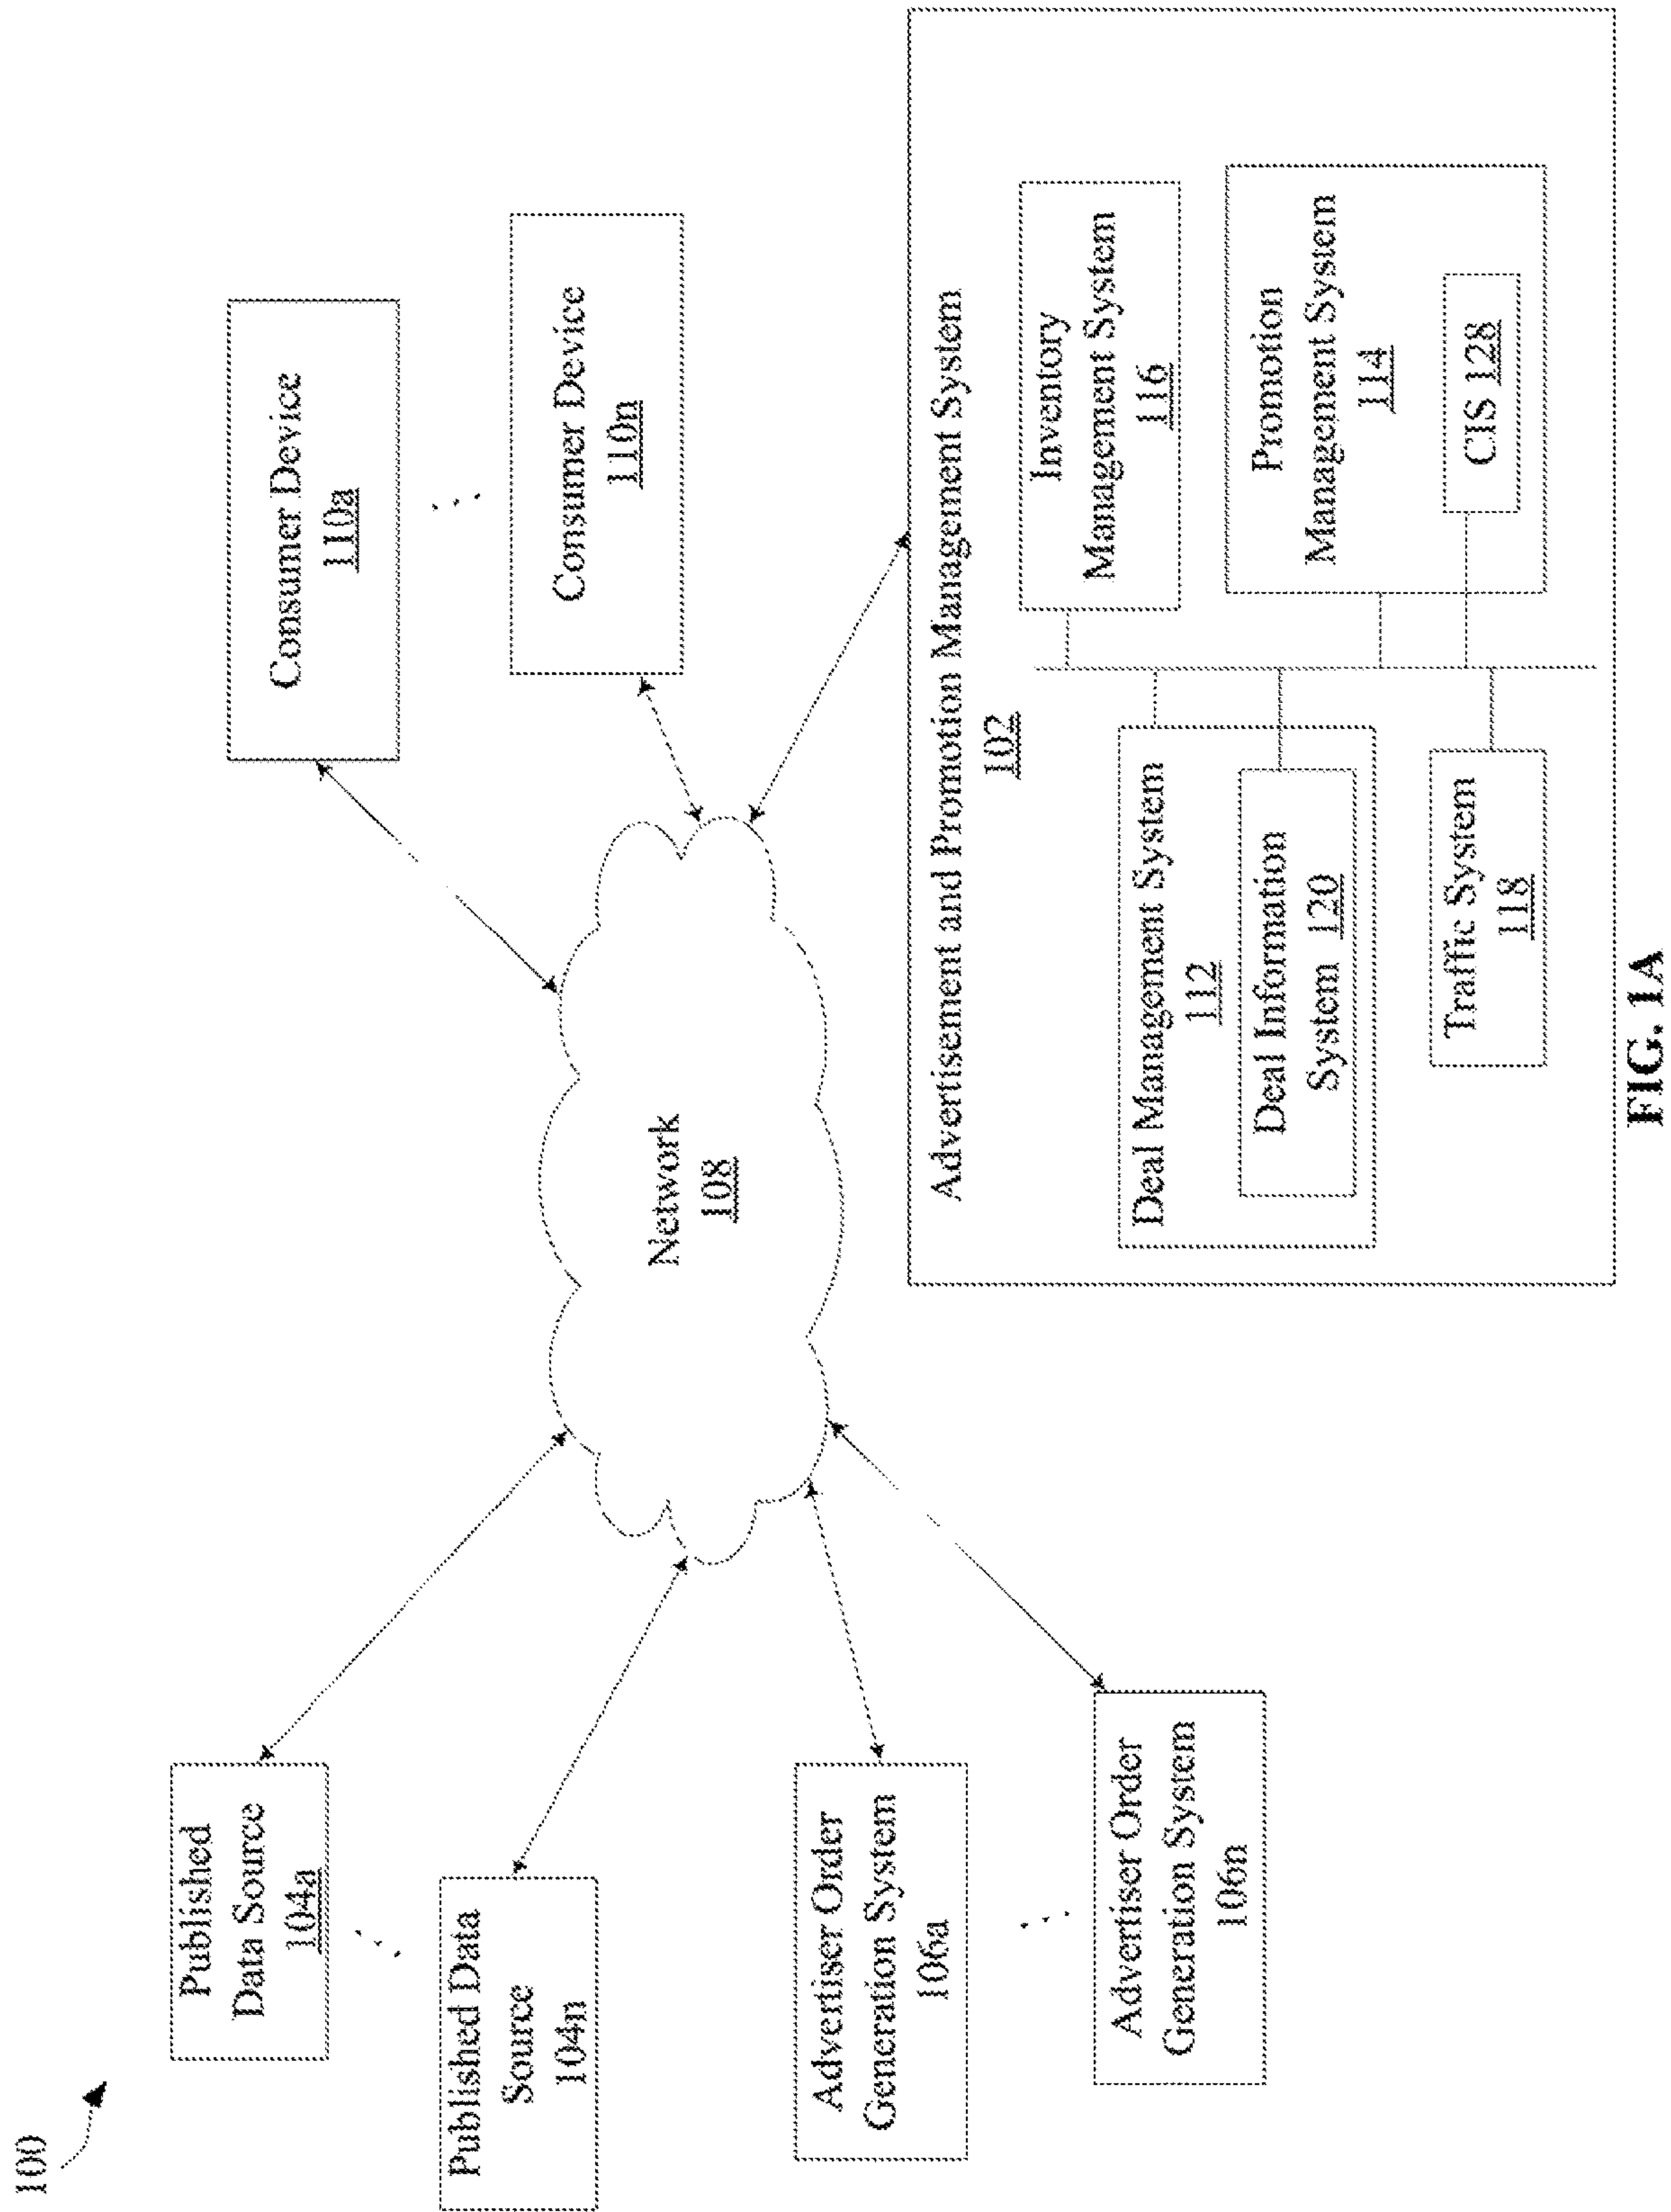 100
Published
Data Source
104a
Published Data
Source
104n
Advertiser Order
Generation System
106a
Advertiser Order
Generation System
106n
Network
108
Consumer Device
110a
Consumer Device
110n
Advertisement and Promotion Management System
102
Deal Management System
112
Deal Information
System 120
Traffic System
118
Inventory
Management System
116
Promotion
Management System
114
CIS 128
FIG. 1A